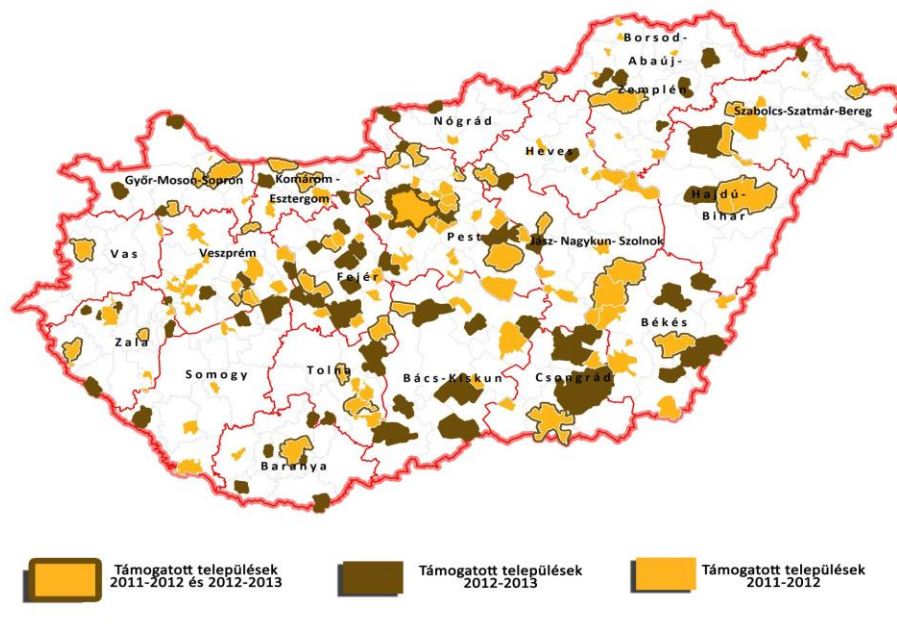 Borsod-
Abaúj-
Zemplén
Szabolcs-Szatmár-Bereg
Nógrád
Heves
Győr-Moson-Sopron
Komárom -
Esztergom
Hajdú-
Bihar
Pest
Jász- Nagykun- Szolnok
Vas
Veszprém
Fejér
Békés
Zala
Somogy
Tolna
Bács-Kiskun
Csongrád
Baranya
Támogatott települések
2011-2012 és 2012-2013
Támogatott települések
2012-2013
Támogatott települések
2011-2012